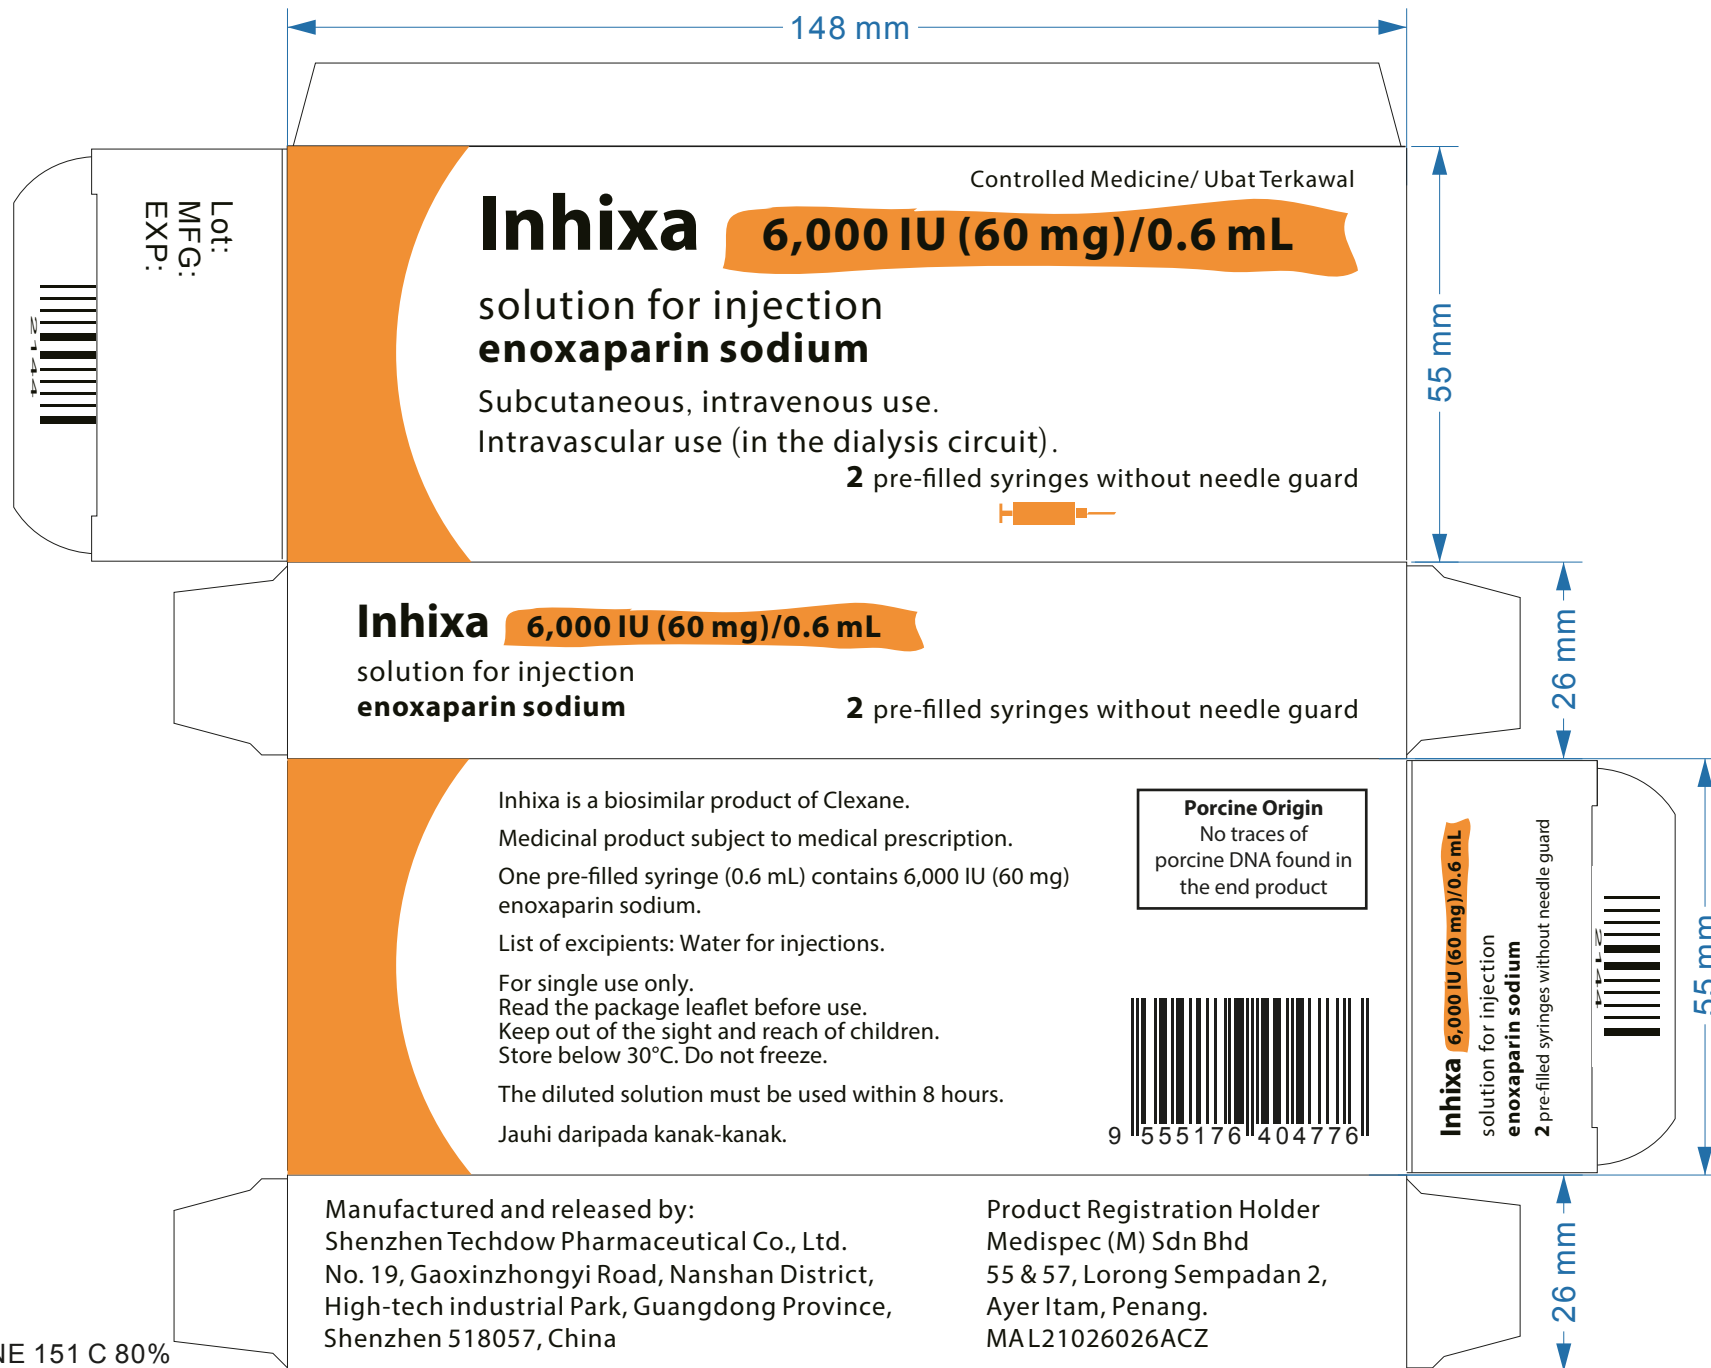 148 mm
Controlled Medicine/ Ubat Terkawal
Inhixa 6,000 IU (60 mg)/0.6 mL
solution for injection
enoxaparin sodium
Subcutaneous, intravenous use.
Intravascular use (in the dialysis circuit).
2 pre-filled syringes without needle guard
55 mm
Lot:
MFG:
EXP:
2144
Inhixa 6,000 IU (60 mg)/0.6 mL
solution for injection
enoxaparin sodium
2 pre-filled syringes without needle guard
26 mm
Inhixa is a biosimilar product of Clexane.
Medicinal product subject to medical prescription.
One pre-filled syringe (0.6 mL) contains 6,000 IU (60 mg)
enoxaparin sodium.
List of excipients: Water for injections.
For single use only.
Read the package leaflet before use.
Keep out of the sight and reach of children.
Store below 30°C. Do not freeze.
The diluted solution must be used within 8 hours.
Jauhi daripada kanak-kanak.
Porcine Origin
No traces of
porcine DNA found in
the end product
9 555176 404776
Inhixa 6,000 IU (60 mg)/0.6 mL
solution for injection
enoxaparin sodium
2 pre-filled syringes without needle guard
2144
55 mm
Manufactured and released by:
Shenzhen Techdow Pharmaceutical Co., Ltd.
No. 19, Gaoxinzhongyi Road, Nanshan District,
High-tech industrial Park, Guangdong Province,
Shenzhen 518057, China
Product Registration Holder
Medispec (M) Sdn Bhd
55 & 57, Lorong Sempadan 2,
Ayer Itam, Penang.
MAL21026026ACZ
26 mm
151 C 80%